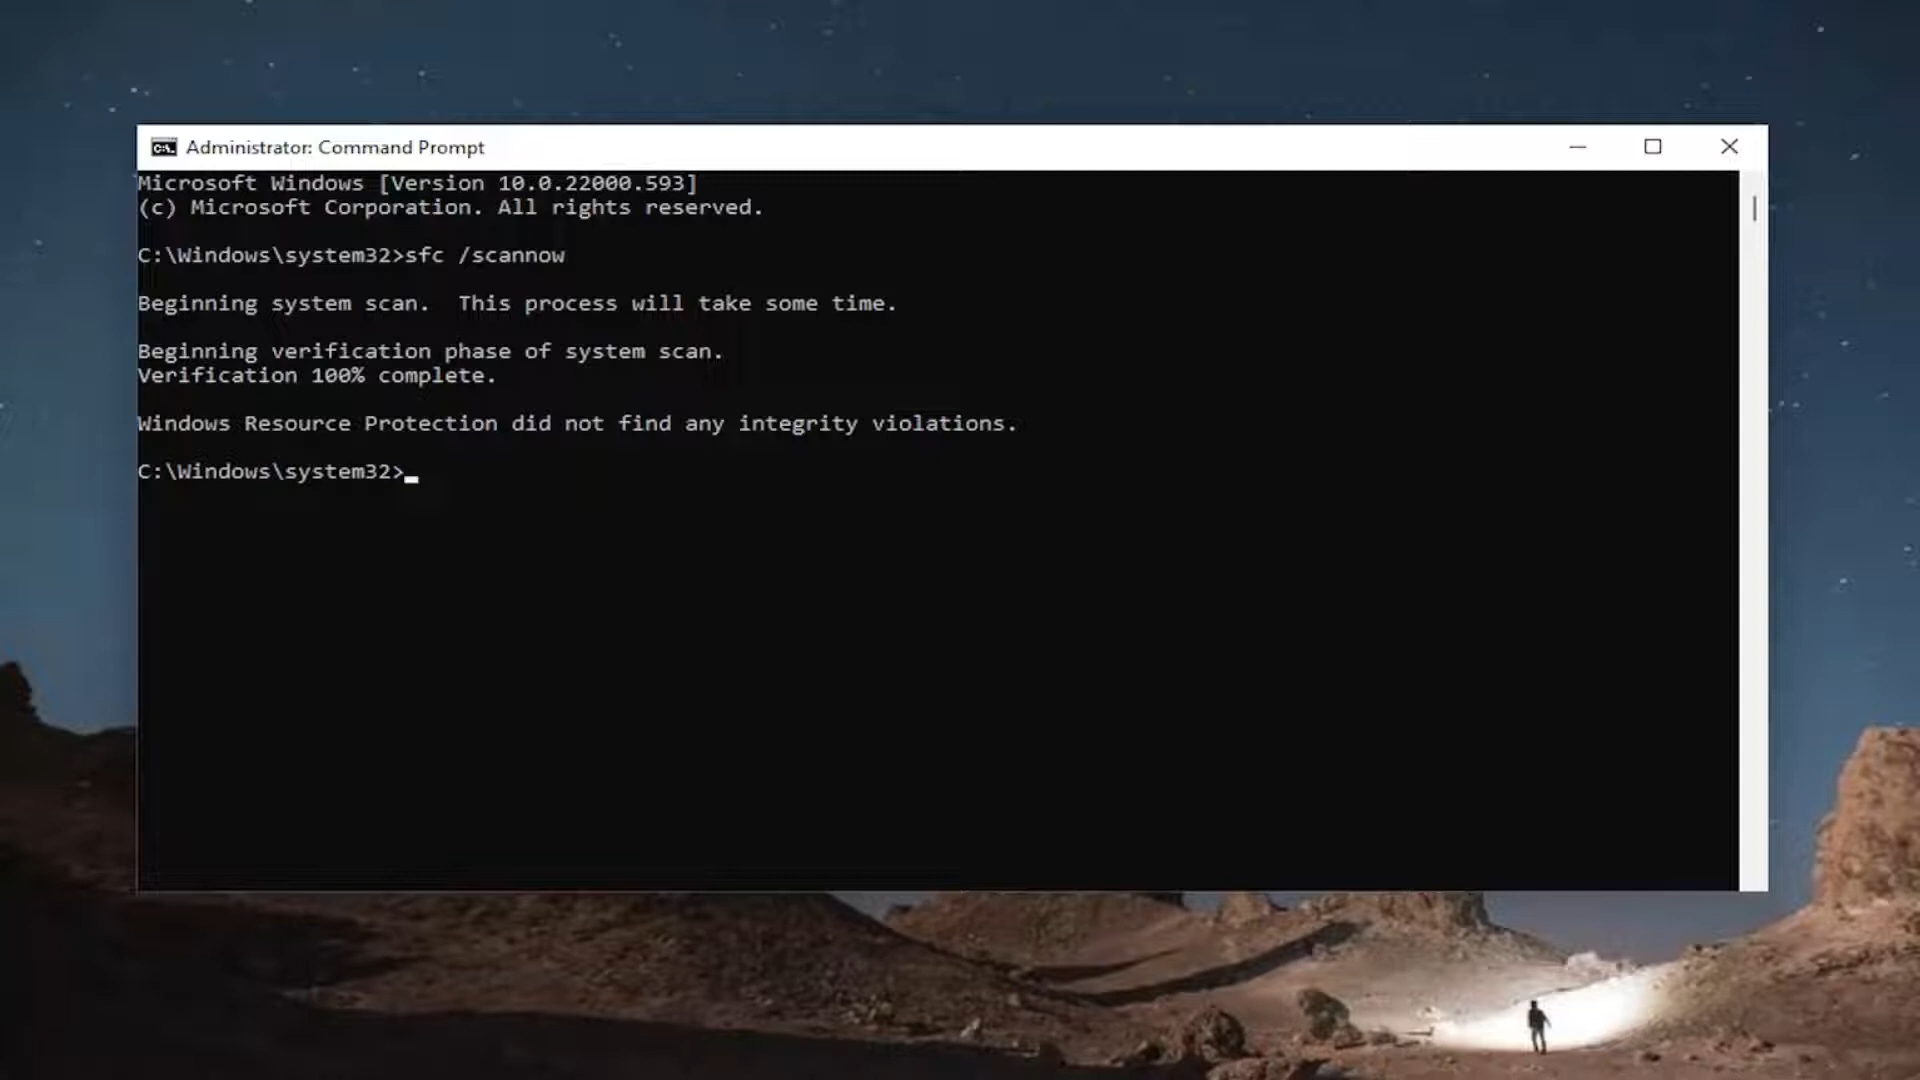 Administrator: Command Prompt
Microsoft Windows [Version 10.0.22000.593]
(c) Microsoft Corporation. All rights reserved.
C:\Windows\system32>sfc /scannow
Beginning system scan.  This process will take some time.
Beginning verification phase of system scan.
Verification 100% complete.
Windows Resource Protection did not find any integrity violations.
C:\Windows\system32>